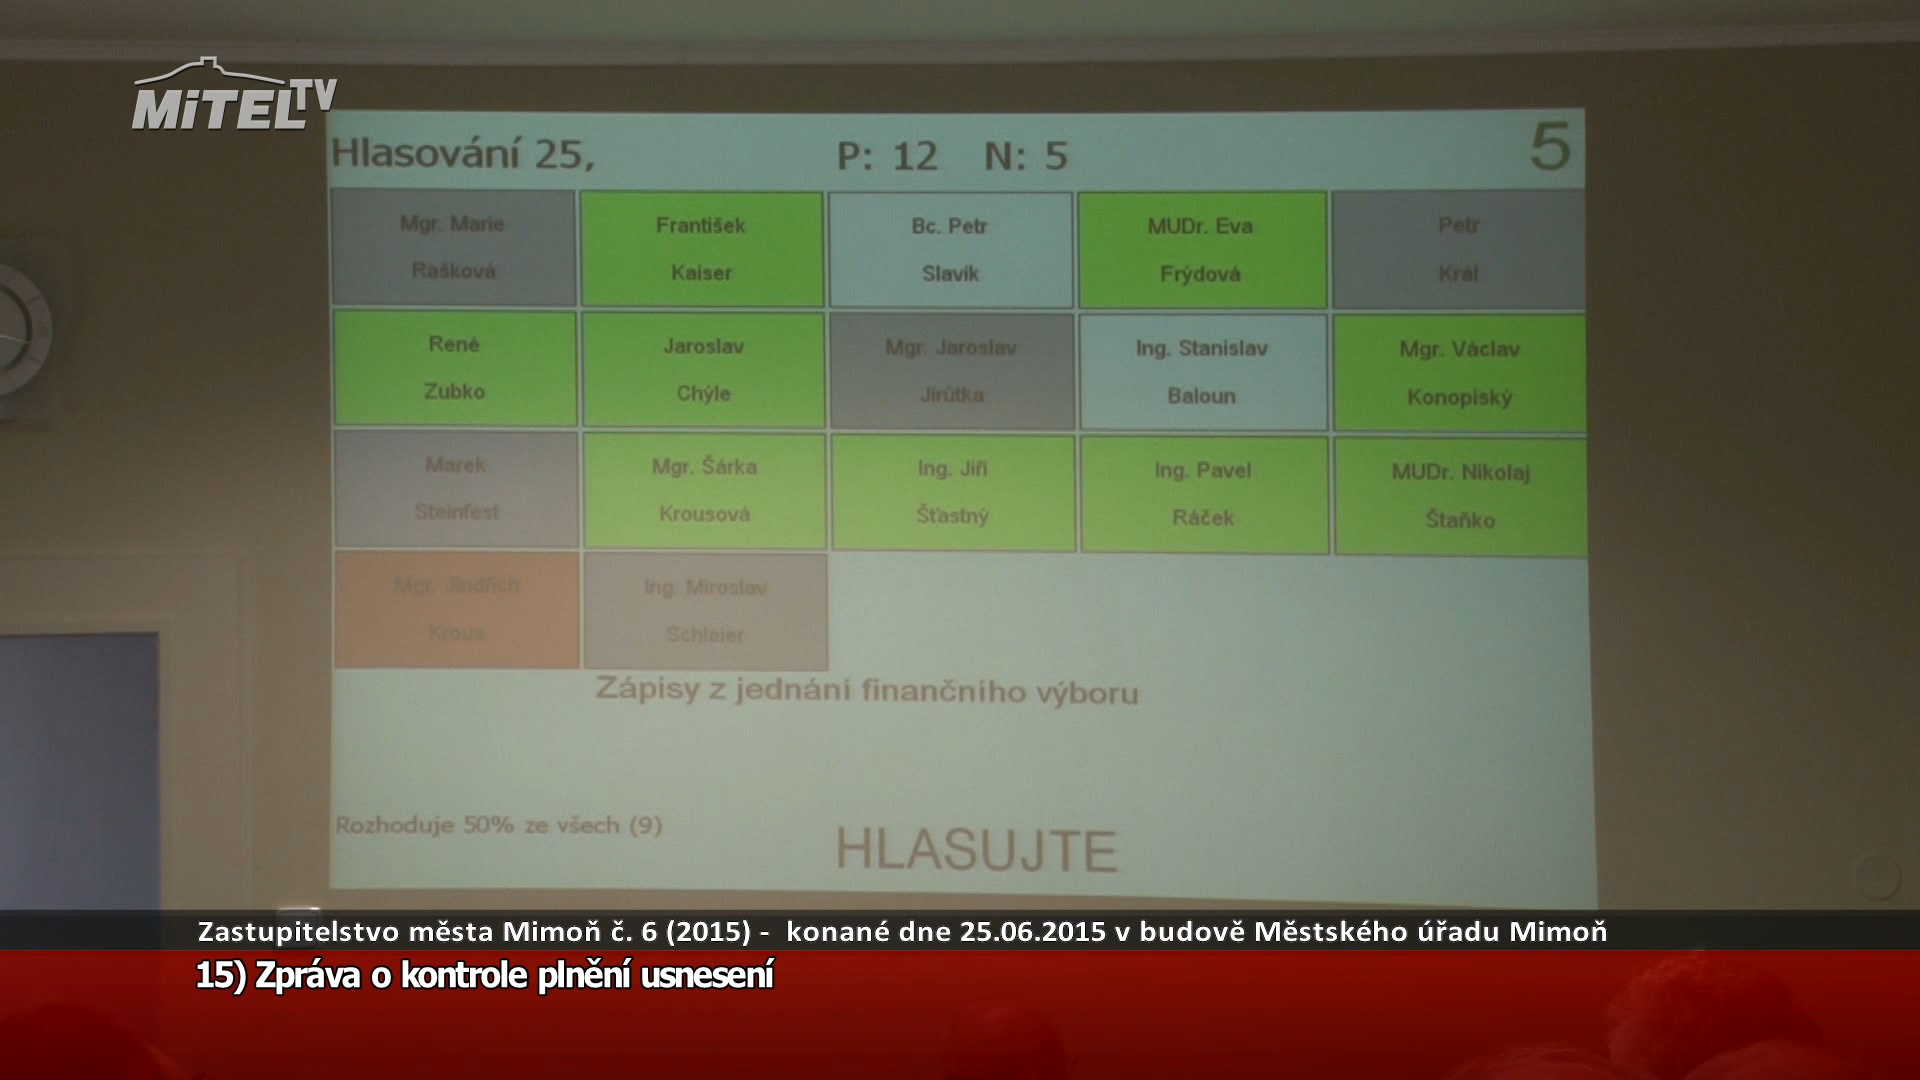 MiTEL TV
Hlasování 25, P: 12 N: 5 5
Mgr. Marie Rašková
František Kaiser
Bc. Petr Slavík
MUDr. Eva Frýdová
Petr Král
René Zubko
Jaroslav Chýle
Mgr. Jaroslav Jirůtka
Ing. Stanislav Baloun
Mgr. Václav Konopiský
Marek Steinfest
Mgr. Šárka Krousová
Ing. Jiří Šťastný
Ing. Pavel Ráček
MUDr. Nikolaj Štaňko
Mgr. Jindřich Krous
Ing. Miroslav Schleier
Zápisy z jednání finančního výboru
Rozhoduje 50% ze všech (9)
HLASUJTE
Zastupitelstvo města Mimoň č. 6 (2015) - konané dne 25.06.2015 v budově Městského úřadu Mimoň
15) Zpráva o kontrole plnění usnesení